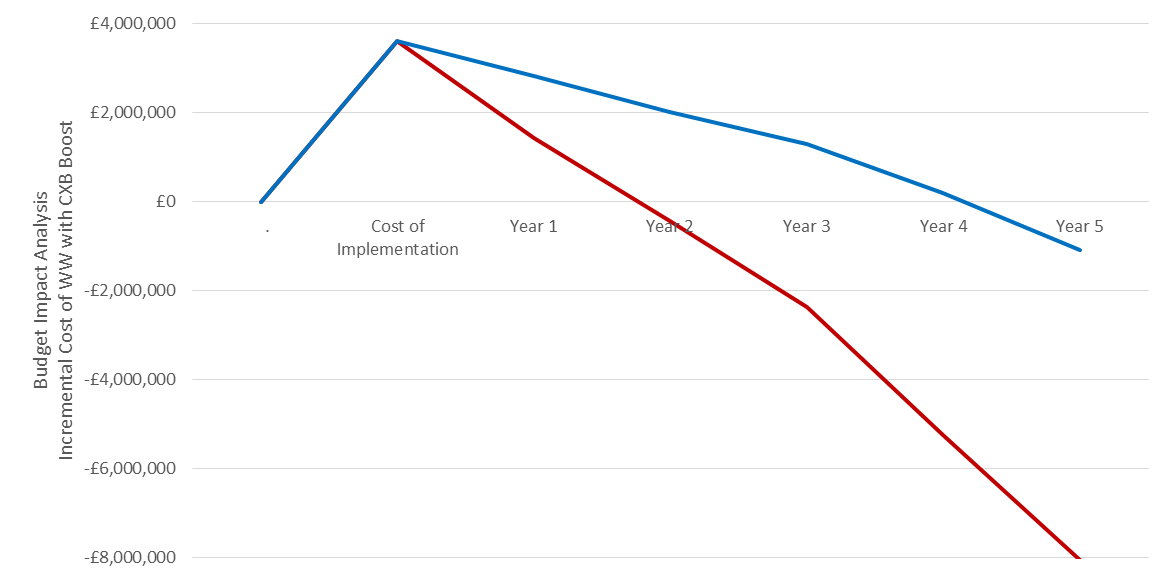 Budget Impact Analysis
Incremental Cost of WW with CXB Boost
£4,000,000
£2,000,000
£0
-£2,000,000
-£4,000,000
-£6,000,000
-£8,000,000
.
Cost of
Implementation
Year 1
Year 2
Year 3
Year 4
Year 5